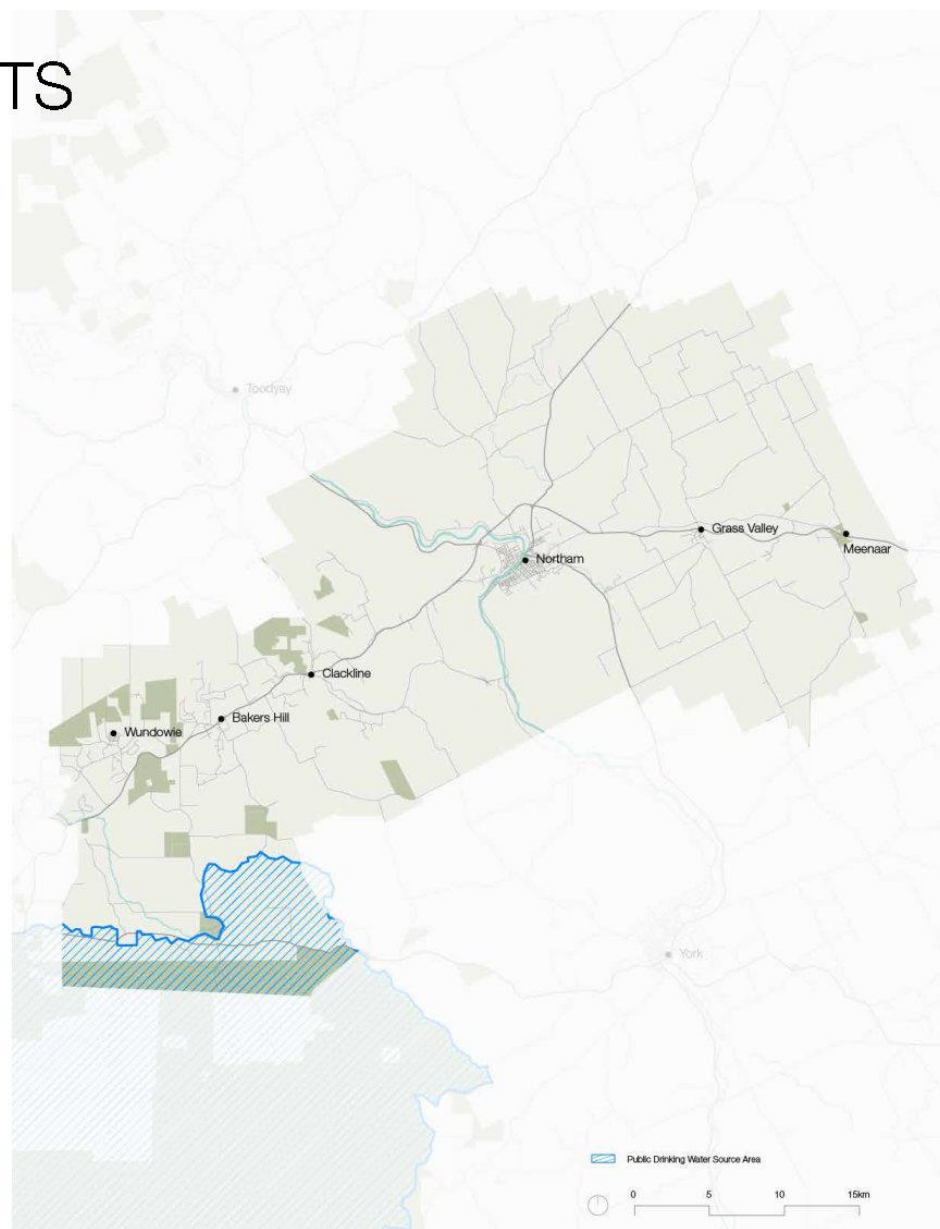 TS
Toodyay
Grass Valley
Meenaar
Northam
Clackline
Bakers Hill
Wundowie
York
Public Drinking Water Source Area
0 5 10 15km